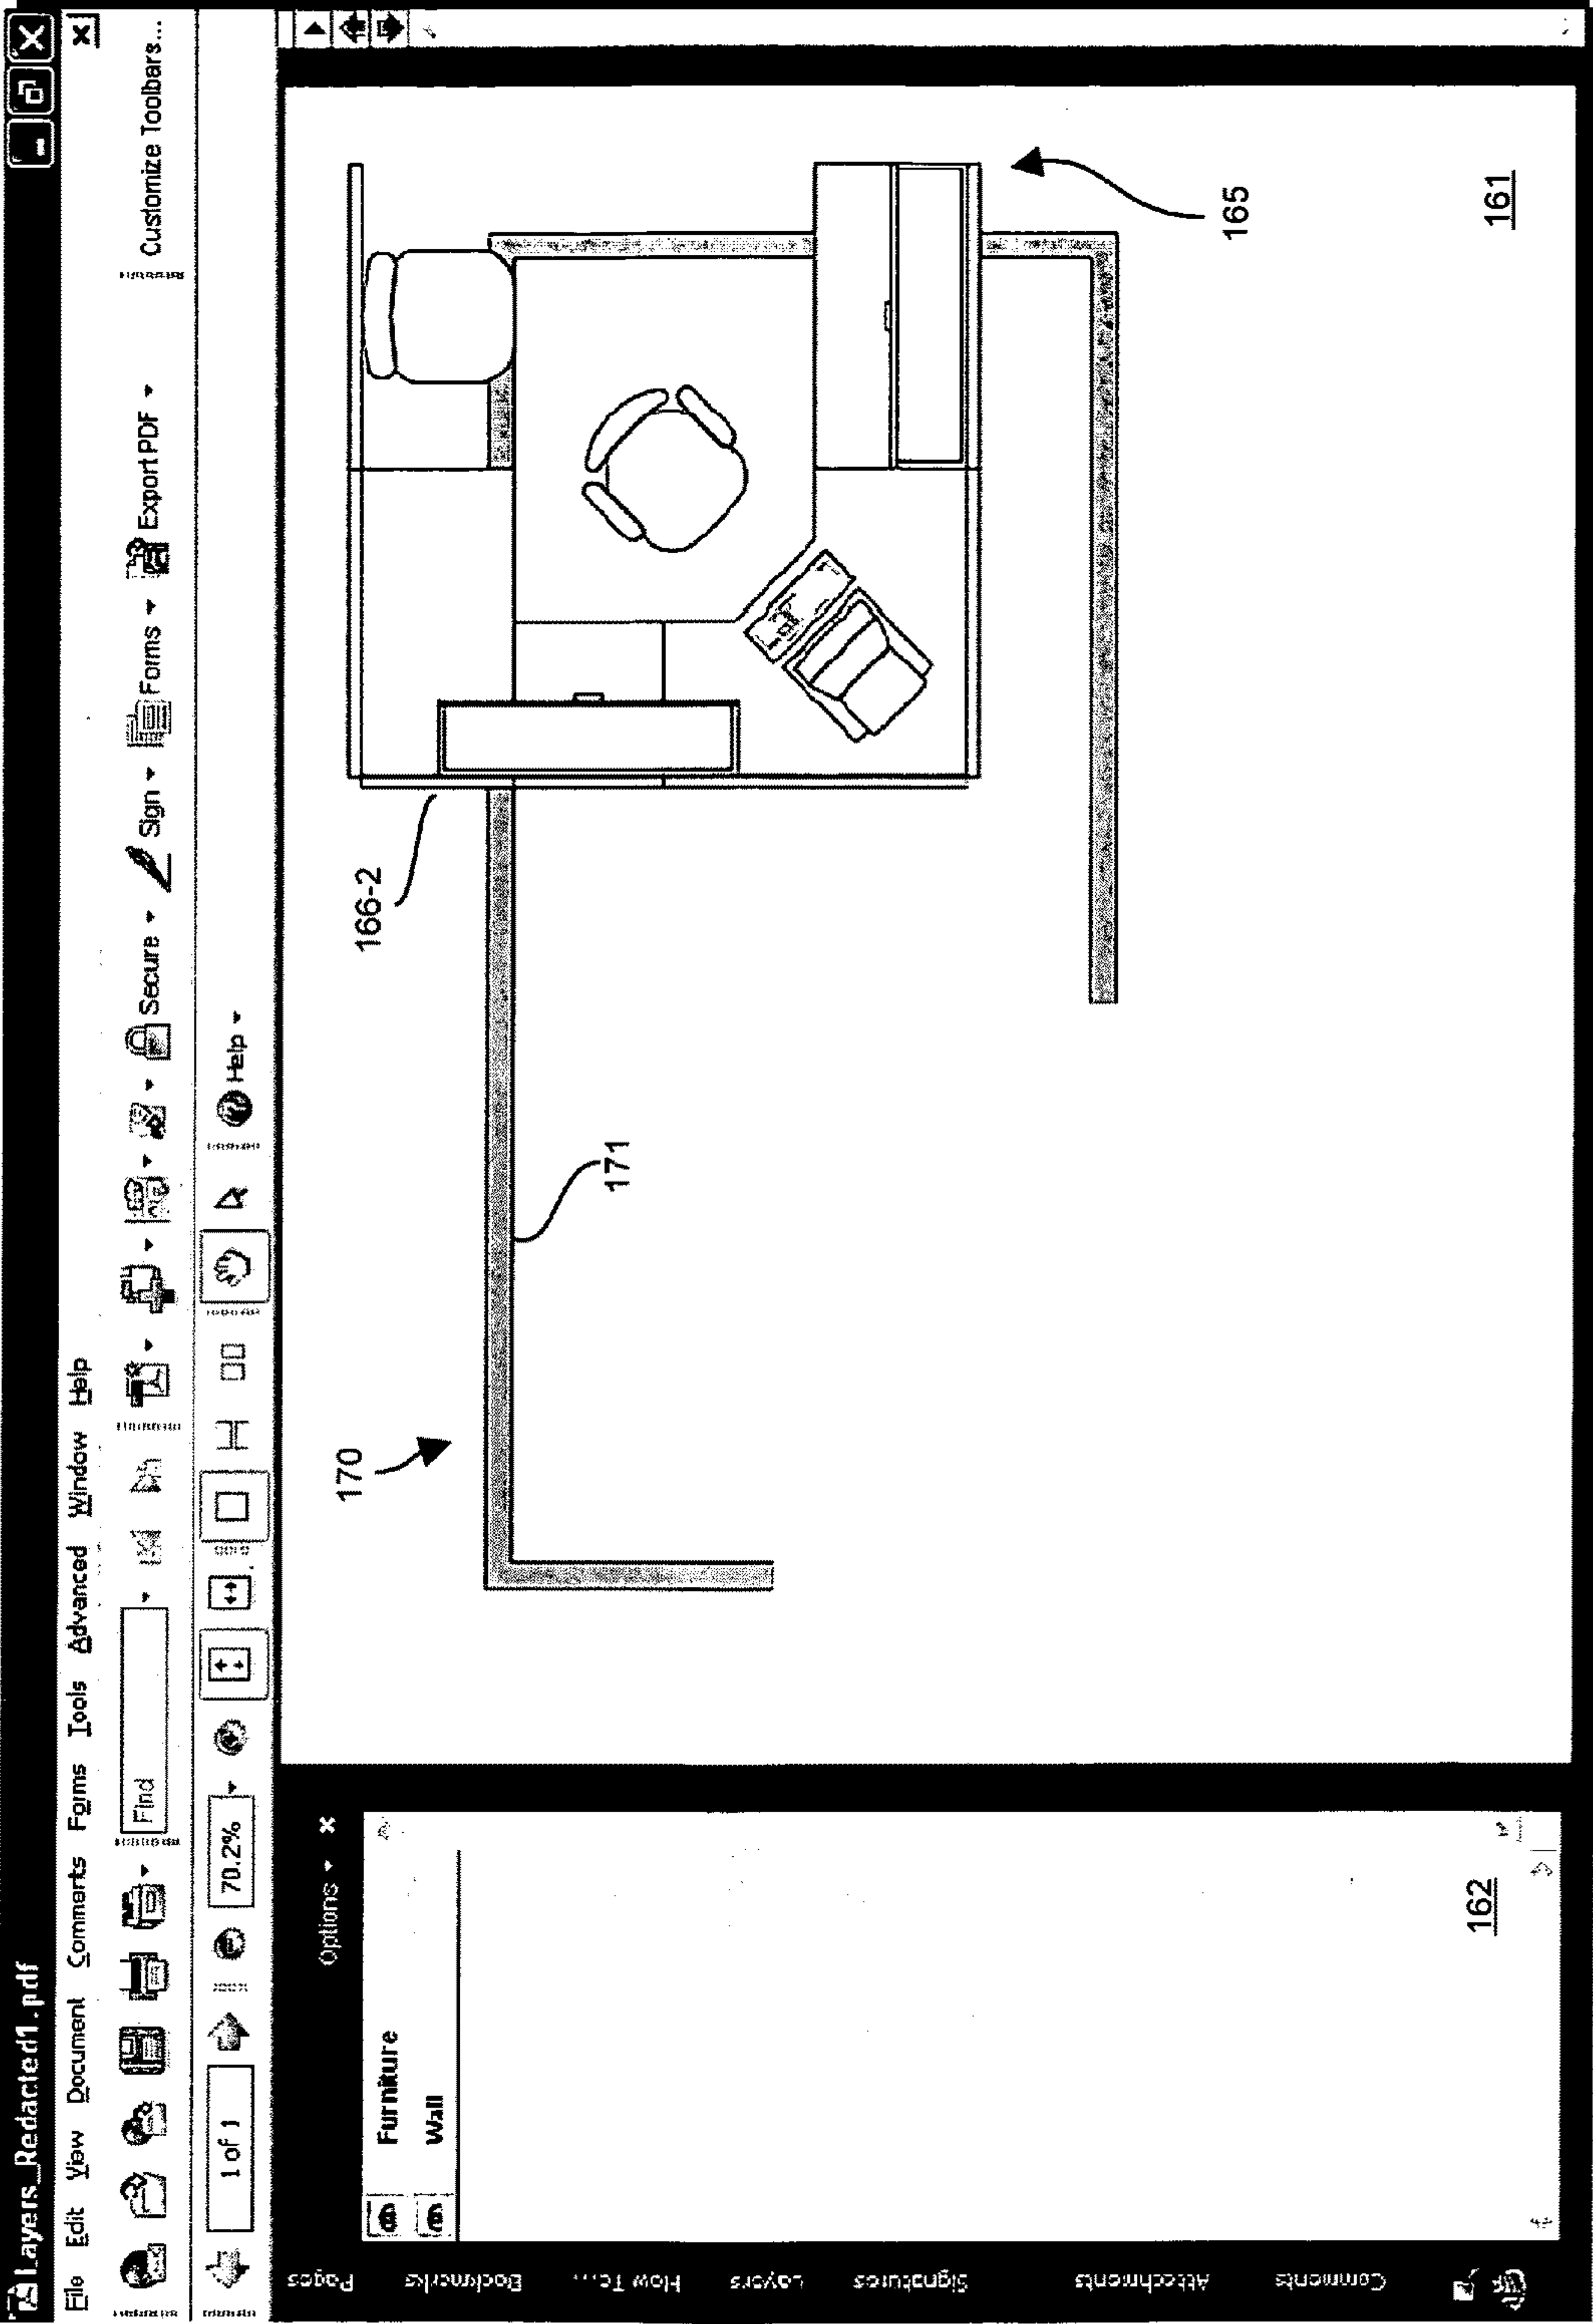 Layers_Redacted1.pdf
File Edit View Document Comments Forms Tools Advanced Window Help
Find Secure Sign Forms Export PDF Customize Toolbars...
1 of 1 70.2% Help
Options
Furniture
Wall
Pages
Bookmarks
How To...
Layers
Signatures
Attachments
Comments
162
170
171
166-2
165
161